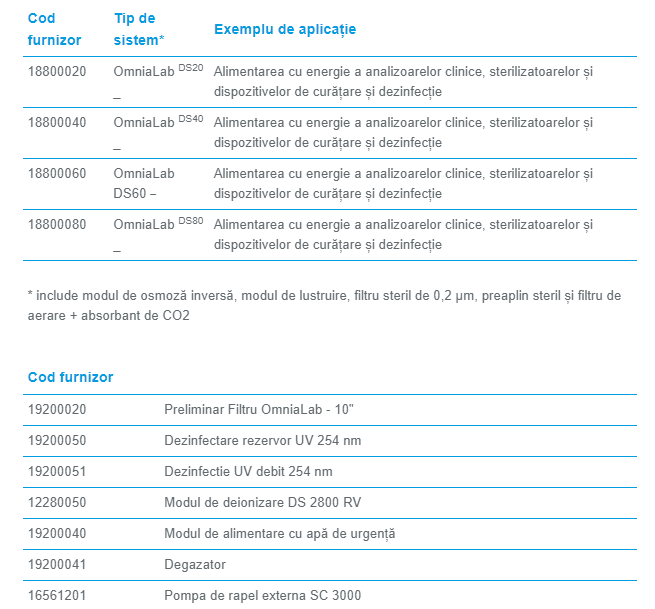 Cod furnizor Tip de sistem* Exemplu de aplicație
18800020 OmniaLab DS20 Alimentarea cu energie a analizoarelor clinice, sterilizatoarelor și
_ dispozitivelor de curățare și dezinfecție
18800040 OmniaLab DS40 Alimentarea cu energie a analizoarelor clinice, sterilizatoarelor și
_ dispozitivelor de curățare și dezinfecție
18800060 OmniaLab Alimentarea cu energie a analizoarelor clinice, sterilizatoarelor și
DS60 – dispozitivelor de curățare și dezinfecție
18800080 OmniaLab DS80 Alimentarea cu energie a analizoarelor clinice, sterilizatoarelor și
_ dispozitivelor de curățare și dezinfecție
* include modul de osmoză inversă, modul de lustruire, filtru steril de 0,2 µm, preaplin steril și filtru de
aerare + absorbant de CO2
Cod furnizor
19200020 Preliminar Filtru OmniaLab - 10"
19200050 Dezinfectare rezervor UV 254 nm
19200051 Dezinfectie UV debit 254 nm
12280050 Modul de deionizare DS 2800 RV
19200040 Modul de alimentare cu apă de urgență
19200041 Degazator
16561201 Pompa de rapel externa SC 3000